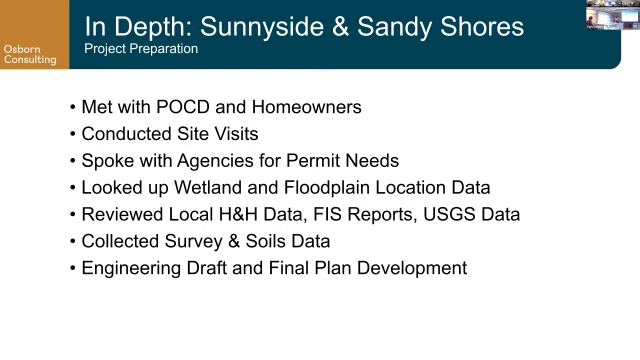 In Depth: Sunnyside & Sandy Shores
Project Preparation
Osborn
Consulting
• Met with POCD and Homeowners
• Conducted Site Visits
• Spoke with Agencies for Permit Needs
• Looked up Wetland and Floodplain Location Data
• Reviewed Local H&H Data, FIS Reports, USGS Data
• Collected Survey & Soils Data
• Engineering Draft and Final Plan Development